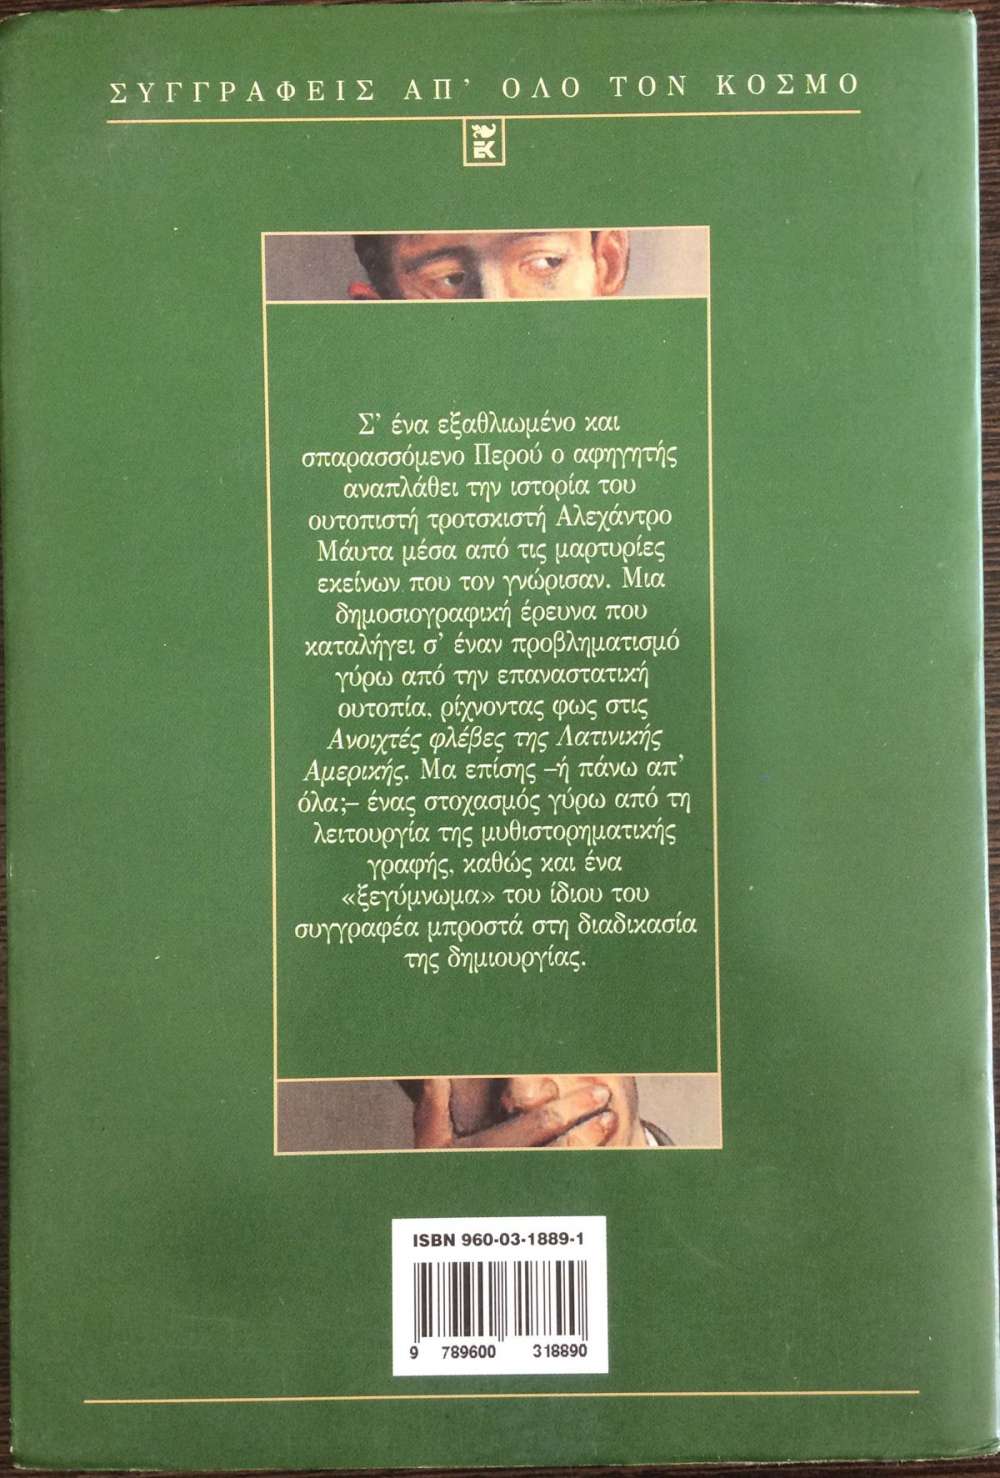 ΣΥΓΓΡΑΦΕΙΣ ΑΠ' ΟΛΟ ΤΟΝ ΚΟΣΜΟ
ΕΚ
Σ' ένα εξαθλιωμένο και
σπαρασσόμενο Περού ο αφηγητής
αναπλάθει την ιστορία του
ουτοπιστή τροτσκιστή Αλεχάντρο
Μάυτα μέσα από τις μαρτυρίες
εκείνων που τον γνώρισαν. Μια
δημοσιογραφική έρευνα που
καταλήγει σ' έναν προβληματισμό
γύρω από την επαναστατική
ουτοπία, ρίχνοντας φως στις
Ανοιχτές φλέβες της Λατινικής
Αμερικής. Μα επίσης –ή πάνω απ'
όλα;– ένας στοχασμός γύρω από τη
λειτουργία της μυθιστορηματικής
γραφής, καθώς και ένα
«ξεγύμνωμα» του ίδιου του
συγγραφέα μπροστά στη διαδικασία
της δημιουργίας.
ISBN 960-03-1889-1
9 789600 318890